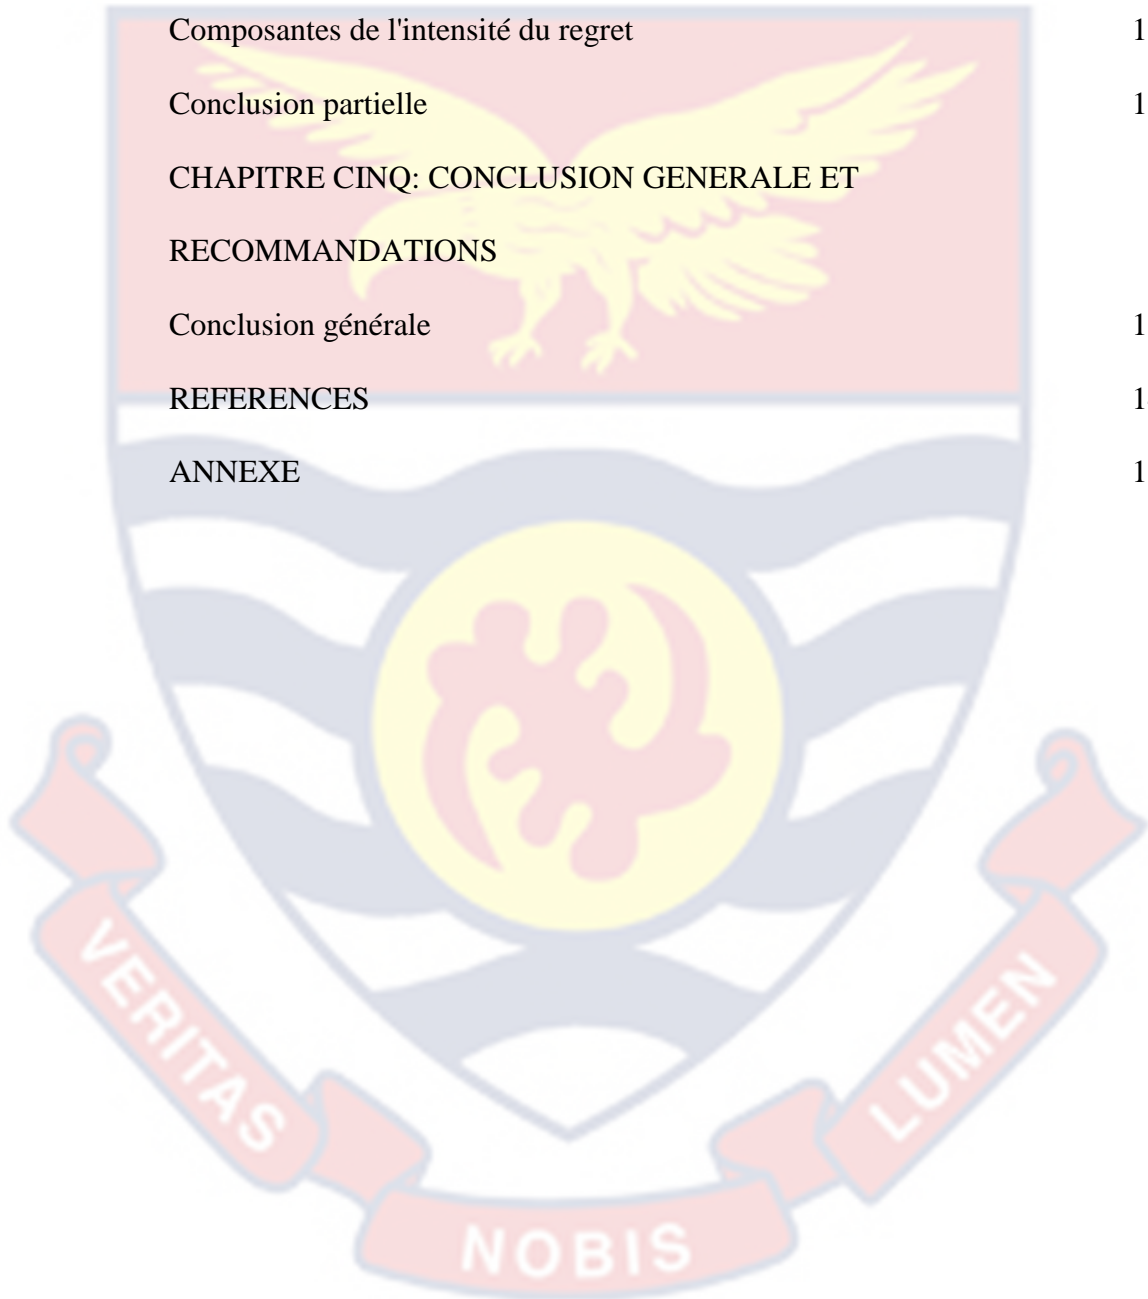 Composantes de l'intensité du regret 1
Conclusion partielle 1
CHAPITRE CINQ: CONCLUSION GENERALE ET
RECOMMANDATIONS
Conclusion générale 1
REFERENCES 1
ANNEXE 1
VERITAS
NOBIS
LUMEN